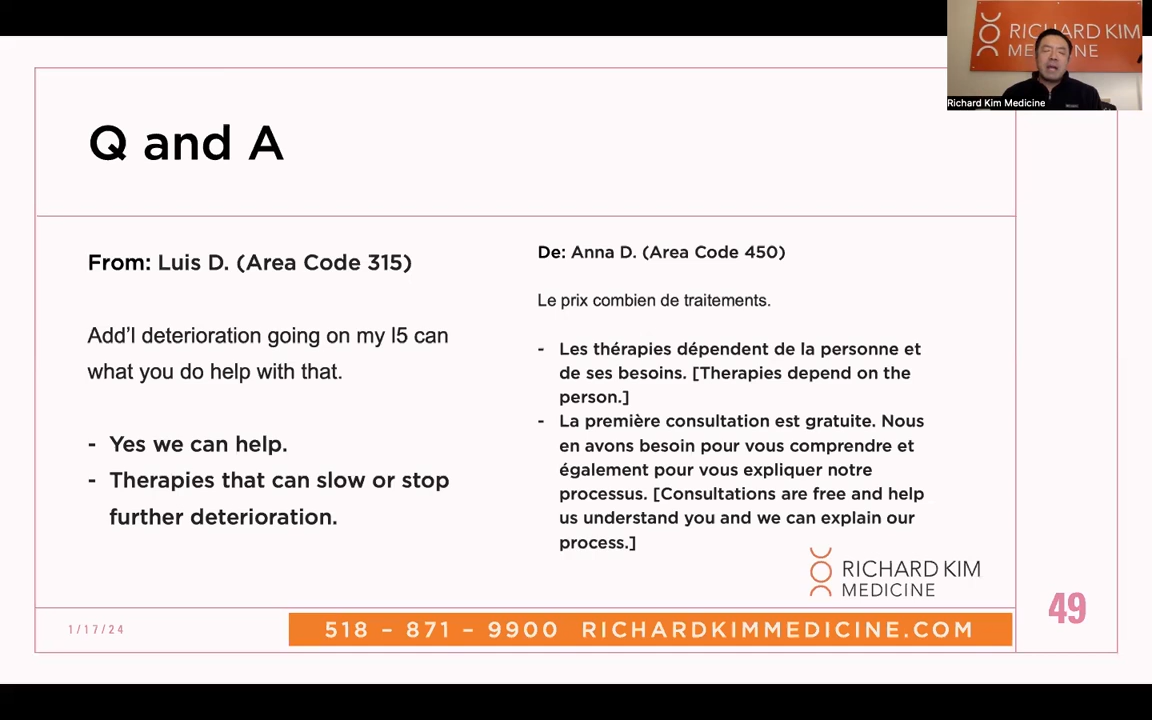 RICHARD KIM
MEDICINE
Richard Kim Medicine
Q and A
From: Luis D. (Area Code 315)
Add'l deterioration going on my l5 can
what you do help with that.
- Yes we can help.
- Therapies that can slow or stop
further deterioration.
De: Anna D. (Area Code 450)
Le prix combien de traitements.
- Les thérapies dépendent de la personne et
de ses besoins. [Therapies depend on the
person.]
- La première consultation est gratuite. Nous
en avons besoin pour vous comprendre et
également pour vous expliquer notre
processus. [Consultations are free and help
us understand you and we can explain our
process.]
RICHARD KIM
MEDICINE
49
1/17/24
518 - 871 - 9900 RICHARDKIMMEDICINE.COM